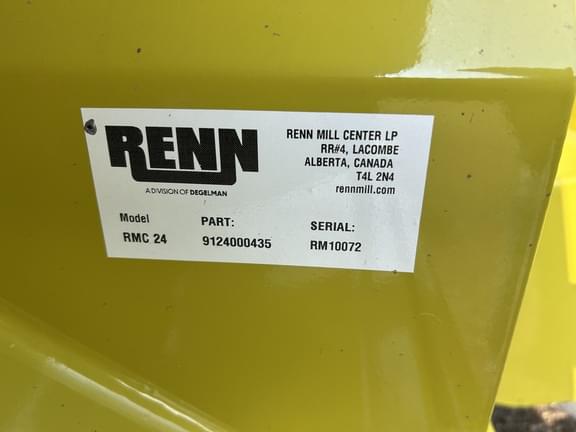 RENN
A DIVISION OF DEGELMAN
RENN MILL CENTER LP
RR#4, LACOMBE
ALBERTA, CANADA
T4L 2N4
rennmill.com
Model PART: SERIAL:
RMC 24 9124000435 RM10072